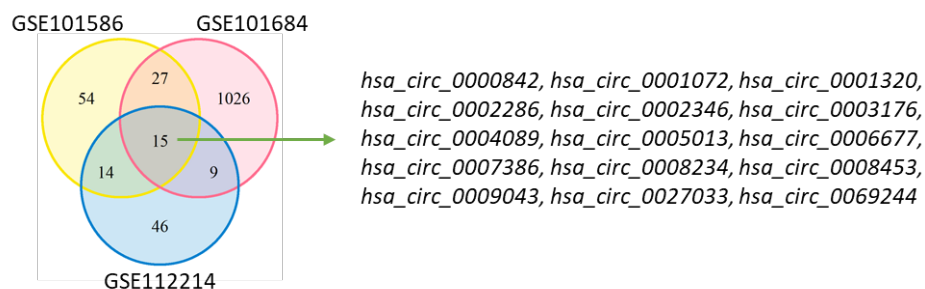 GSE101586 GSE101684
27
54 1026
15
14 9
46
GSE112214
hsa_circ_0000842, hsa_circ_0001072, hsa_circ_0001320,
hsa_circ_0002286, hsa_circ_0002346, hsa_circ_0003176,
hsa_circ_0004089, hsa_circ_0005013, hsa_circ_0006677,
hsa_circ_0007386, hsa_circ_0008234, hsa_circ_0008453,
hsa_circ_0009043, hsa_circ_0027033, hsa_circ_0069244